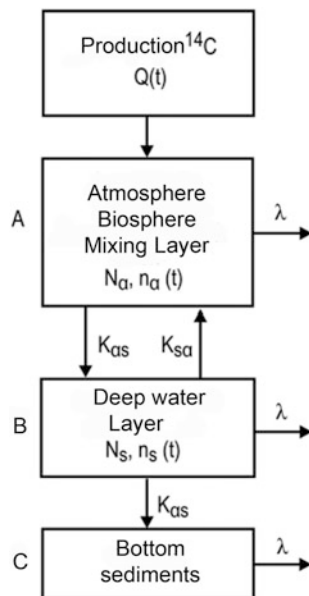 Production¹⁴C
Q(t)
A
Atmosphere
Biosphere
Mixing Layer
Nα, nα (t)
λ
Kαs
Ksα
B
Deep water
Layer
Ns, ns (t)
λ
Kαs
C
Bottom
sediments
λ